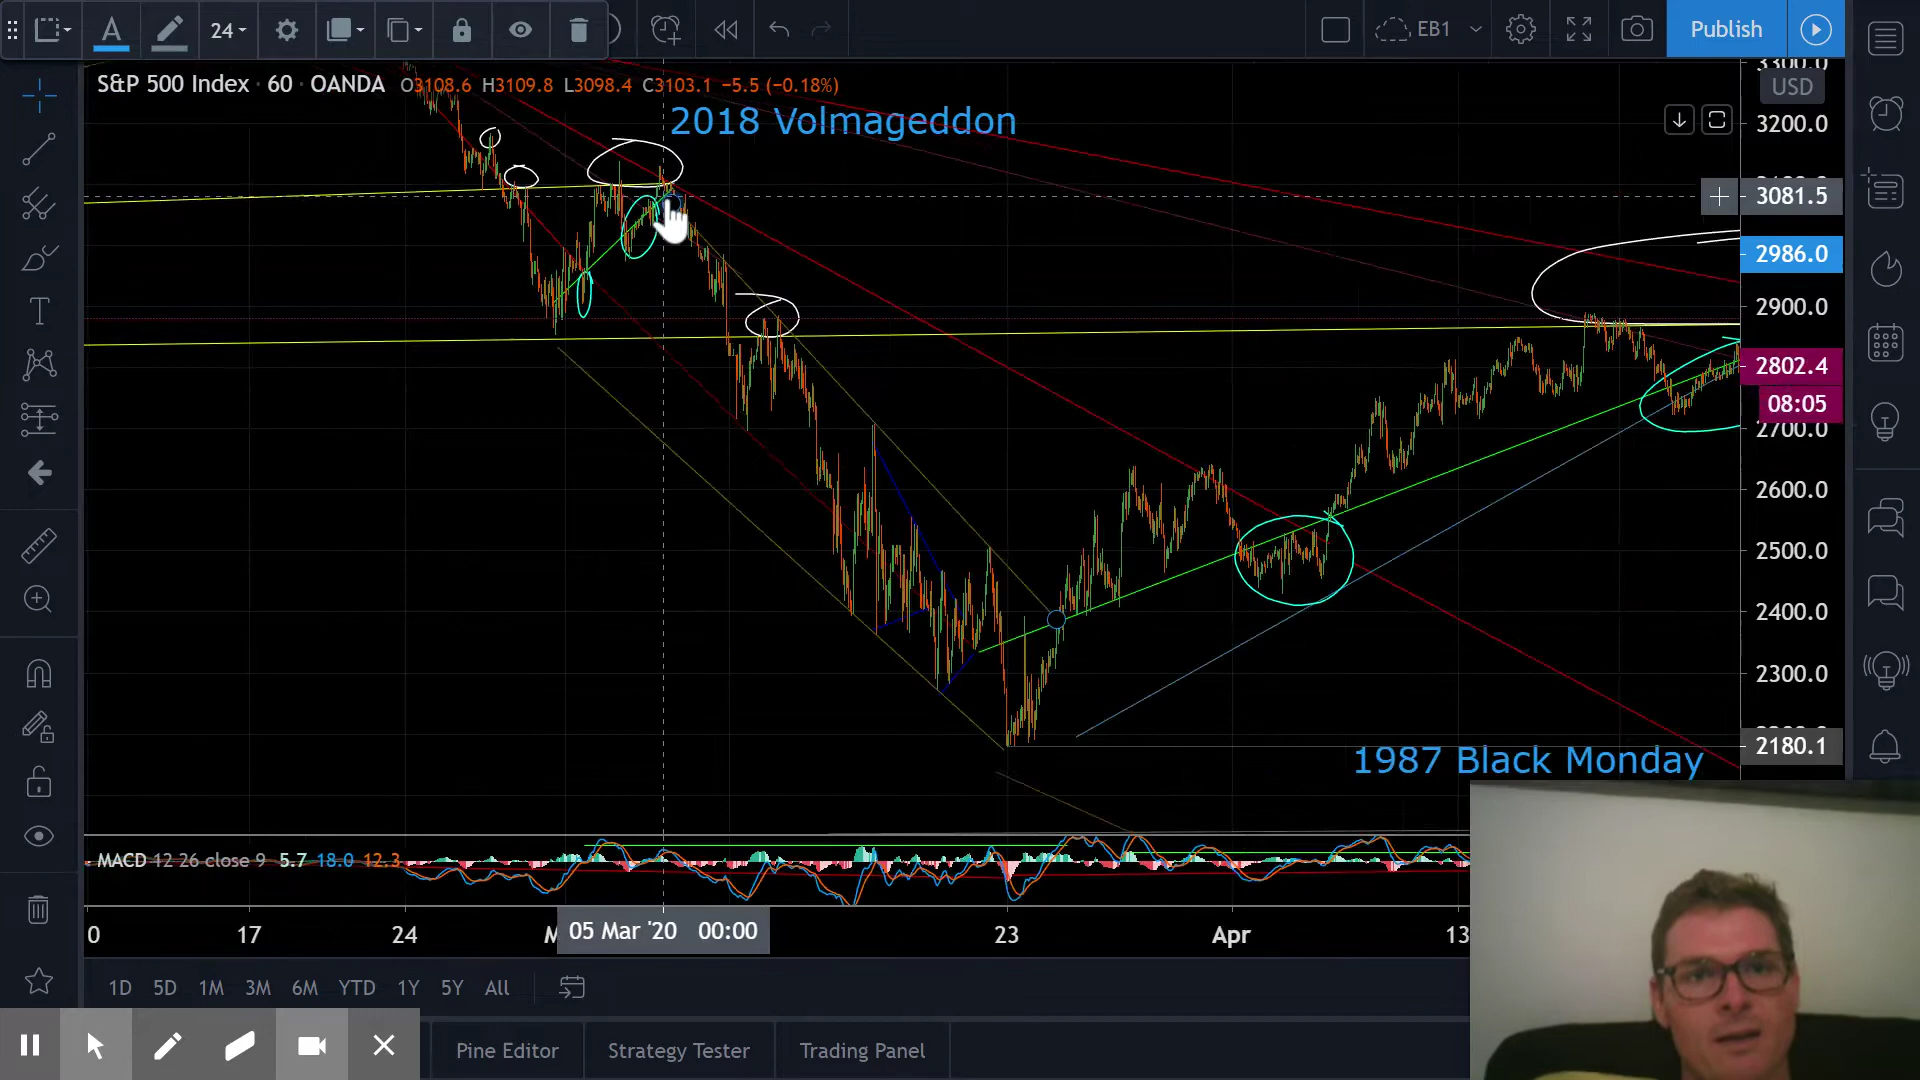 24
EB1
Publish
S&P 500 Index · 60 · OANDA O3108.6 H3109.8 L3098.4 C3103.1 −5.5 (−0.18%)
2018 Volmageddon
3300.0
USD
3200.0
3081.5
2986.0
2900.0
2802.4
08:05
2700.0
2600.0
2500.0
2400.0
2300.0
2180.1
1987 Black Monday
MACD 12 26 close 9 5.7 18.0 12.3
0 17 24 05 Mar '20 00:00 23 Apr 13
1D 5D 1M 3M 6M YTD 1Y 5Y All
Pine Editor Strategy Tester Trading Panel